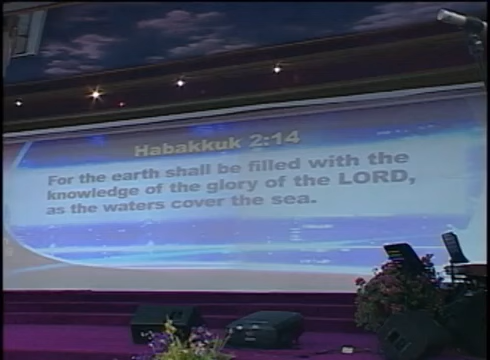 Habakkuk 2:14
For the earth shall be filled with the
knowledge of the glory of the LORD,
as the waters cover the sea.